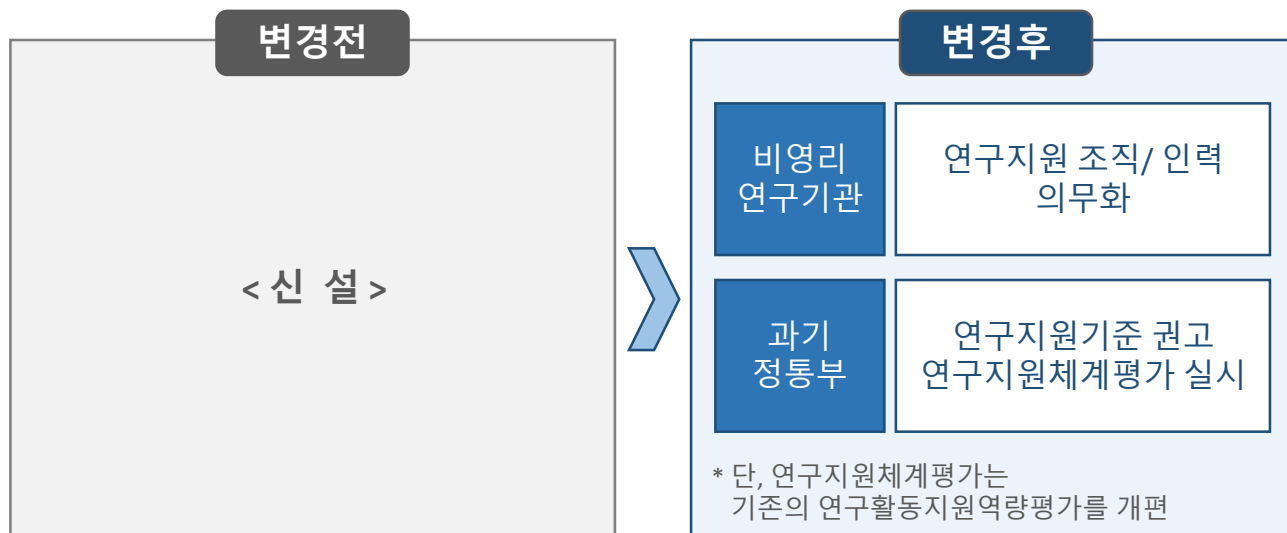 변경전
< 신 설 >
변경후
비영리
연구기관
연구지원 조직/ 인력
의무화
과기
정통부
연구지원기준 권고
연구지원체계평가 실시
* 단, 연구지원체계평가는
기존의 연구활동지원역량평가를 개편